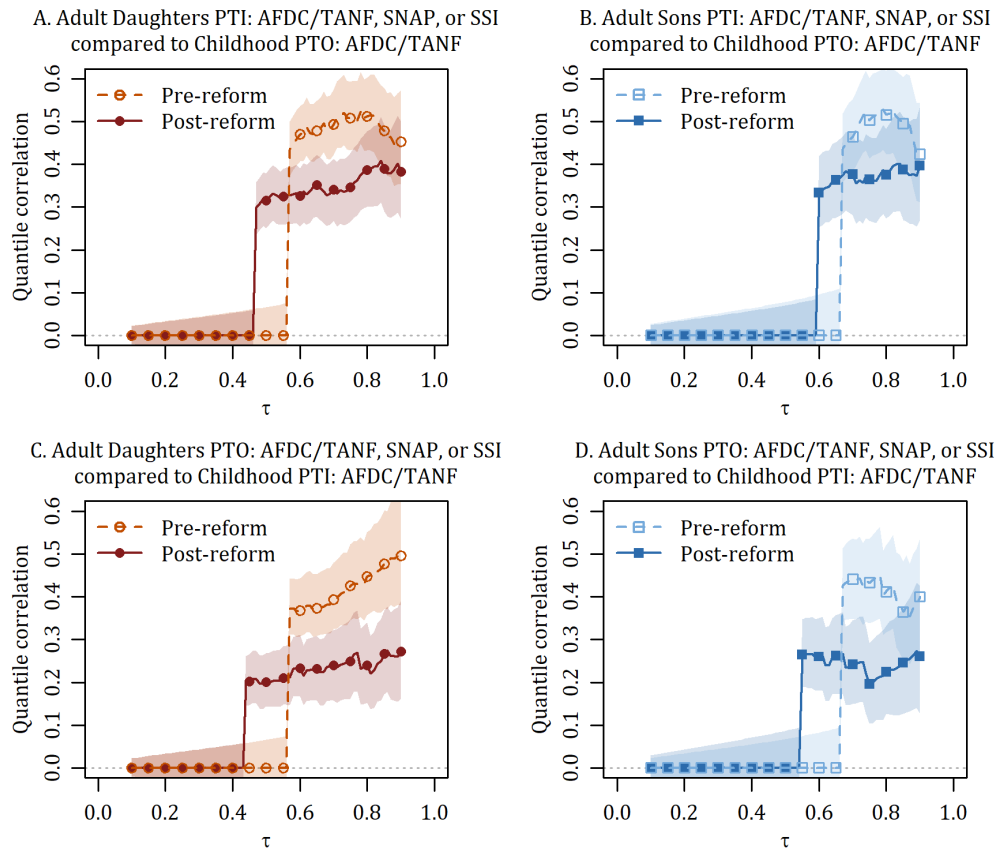 A. Adult Daughters PTI: AFDC/TANF, SNAP, or SSI
compared to Childhood PTO: AFDC/TANF
Quantile correlation
0.0 0.1 0.2 0.3 0.4 0.5 0.6
Pre-reform
Post-reform
0.0 0.2 0.4 0.6 0.8 1.0
τ
B. Adult Sons PTI: AFDC/TANF, SNAP, or SSI
compared to Childhood PTO: AFDC/TANF
Quantile correlation
0.0 0.1 0.2 0.3 0.4 0.5 0.6
Pre-reform
Post-reform
0.0 0.2 0.4 0.6 0.8 1.0
τ
C. Adult Daughters PTO: AFDC/TANF, SNAP, or SSI
compared to Childhood PTI: AFDC/TANF
Quantile correlation
0.0 0.1 0.2 0.3 0.4 0.5 0.6
Pre-reform
Post-reform
0.0 0.2 0.4 0.6 0.8 1.0
τ
D. Adult Sons PTO: AFDC/TANF, SNAP, or SSI
compared to Childhood PTI: AFDC/TANF
Quantile correlation
0.0 0.1 0.2 0.3 0.4 0.5 0.6
Pre-reform
Post-reform
0.0 0.2 0.4 0.6 0.8 1.0
τ